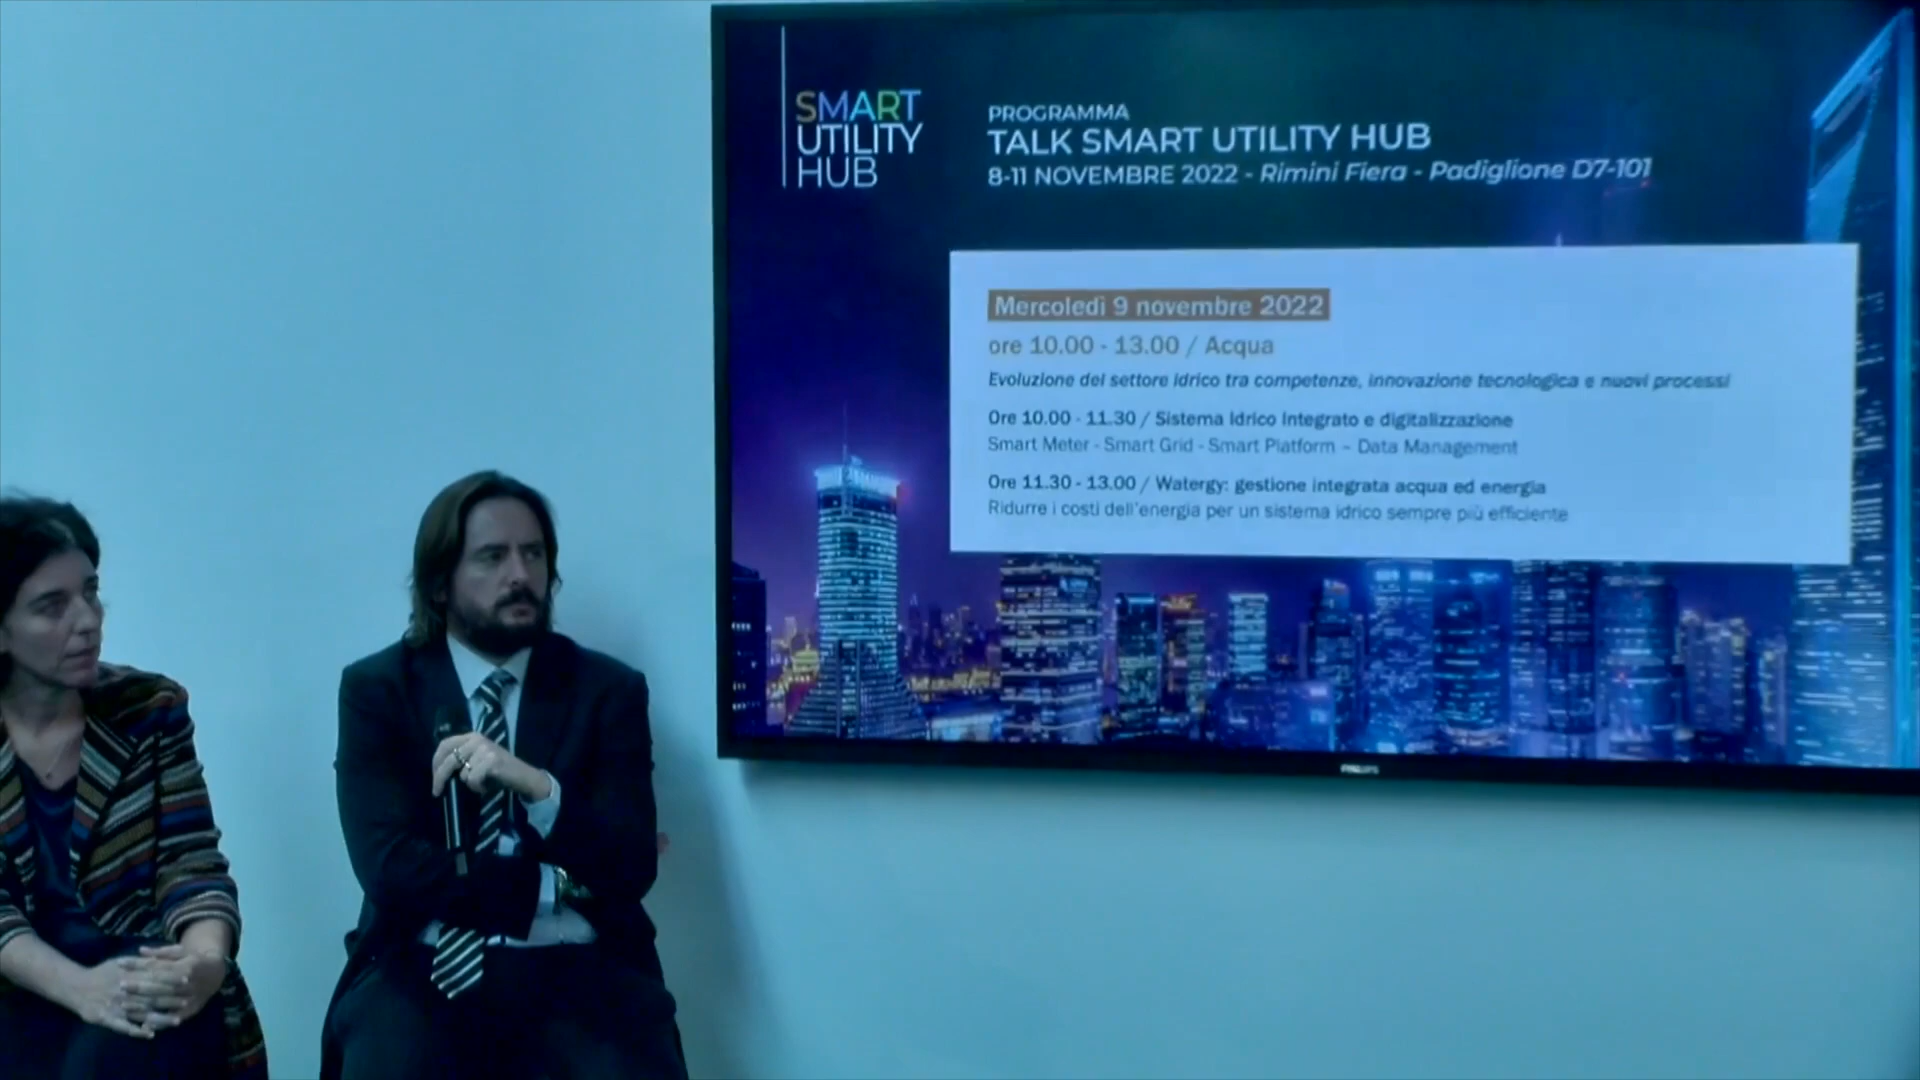 SMART
UTILITY
HUB
PROGRAMMA
TALK SMART UTILITY HUB
8-11 NOVEMBRE 2022 - Rimini Fiera - Padiglione D7-101
Mercoledì 9 novembre 2022
ore 10.00 - 13.00 / Acqua
Evoluzione del settore idrico tra competenze, innovazione tecnologica e nuovi processi
Ore 10.00 - 11.30 / Sistema Idrico Integrato e digitalizzazione
Smart Meter - Smart Grid - Smart Platform – Data Management
Ore 11.30 - 13.00 / Watergy: gestione integrata acqua ed energia
Ridurre i costi dell'energia per un sistema idrico sempre più efficiente
PHILIPS